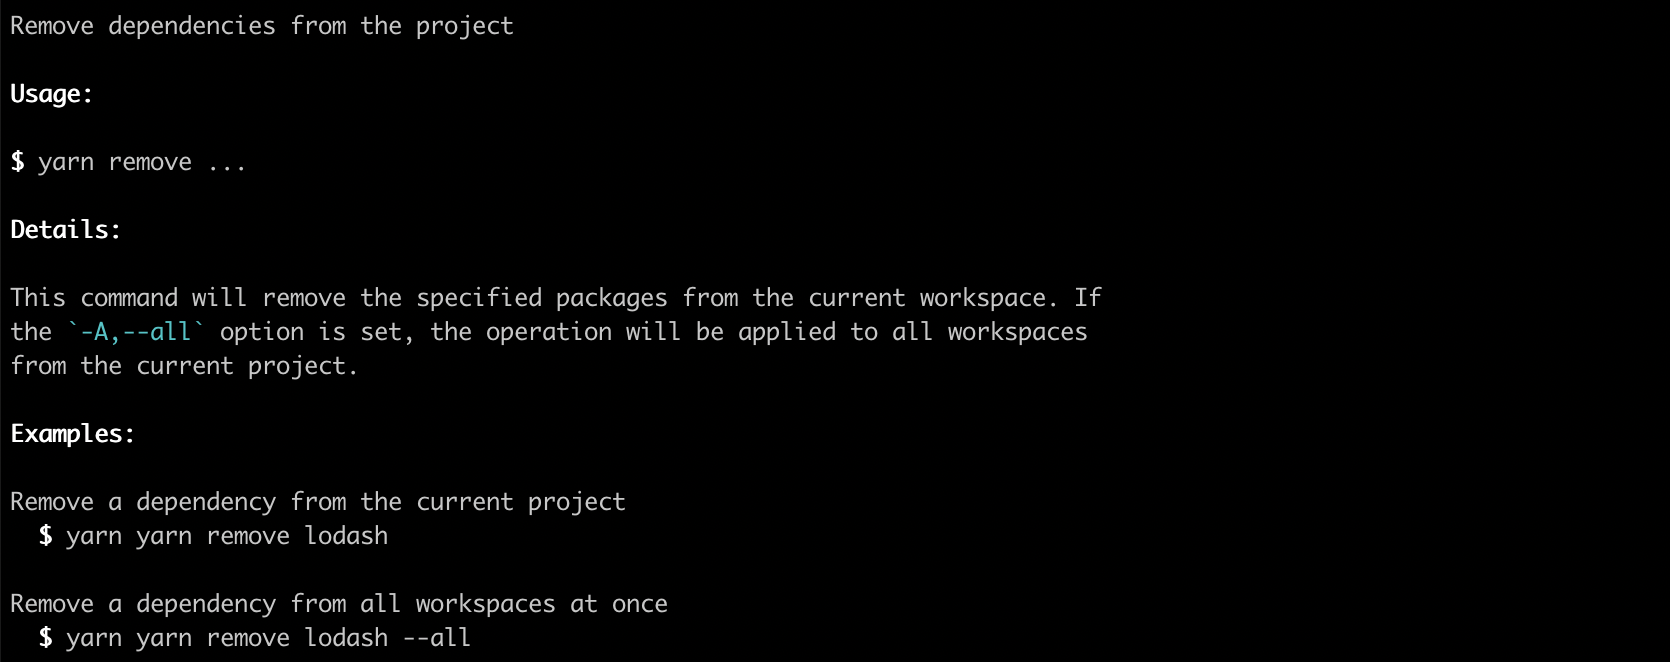 Remove dependencies from the project
Usage:
$ yarn remove ...
Details:
This command will remove the specified packages from the current workspace. If
the `-A,--all` option is set, the operation will be applied to all workspaces
from the current project.
Examples:
Remove a dependency from the current project
$ yarn yarn remove lodash
Remove a dependency from all workspaces at once
$ yarn yarn remove lodash --all